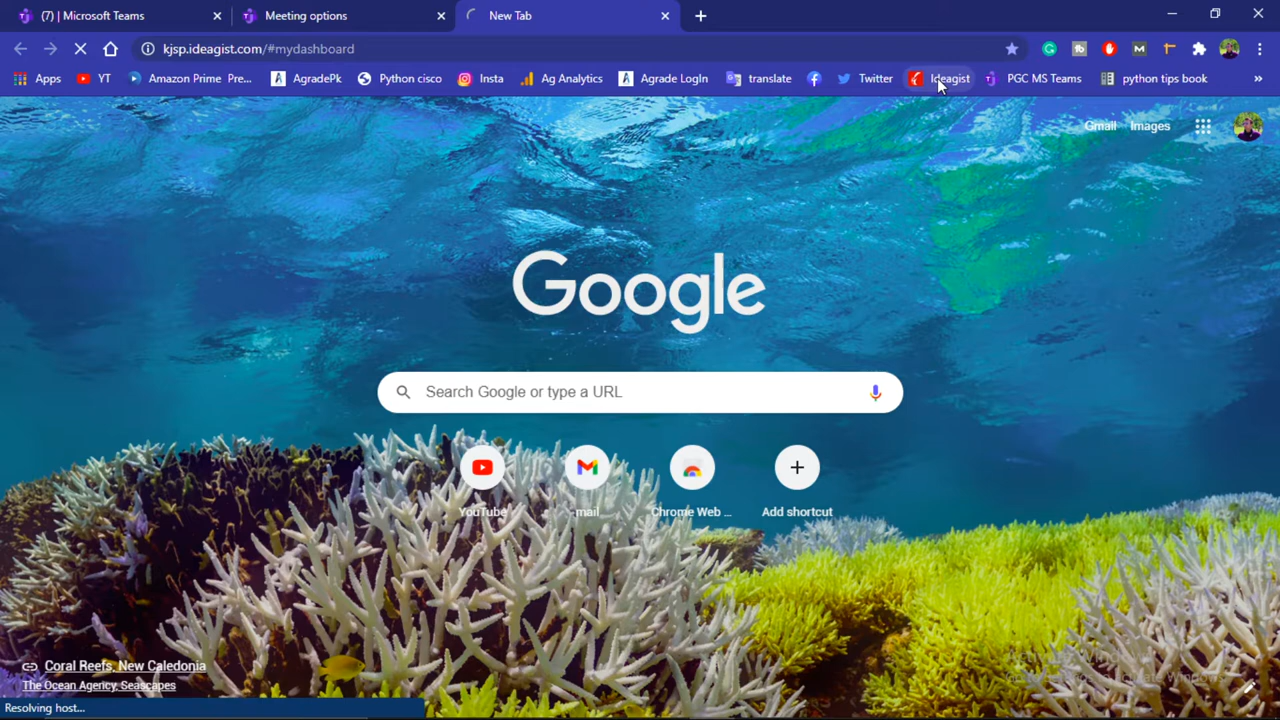 (7) | Microsoft Teams
Meeting options
New Tab
kjsp.ideagist.com/#mydashboard
Apps
YT
Amazon Prime Pre...
AgradePk
Python cisco
Insta
Ag Analytics
Agrade LogIn
translate
Twitter
Ideagist
PGC MS Teams
python tips book
»
Gmail
Images
Google
Search Google or type a URL
YouTube
mail
Chrome Web ...
Add shortcut
Coral Reefs, New Caledonia
The Ocean Agency, Seascapes
Resolving host...